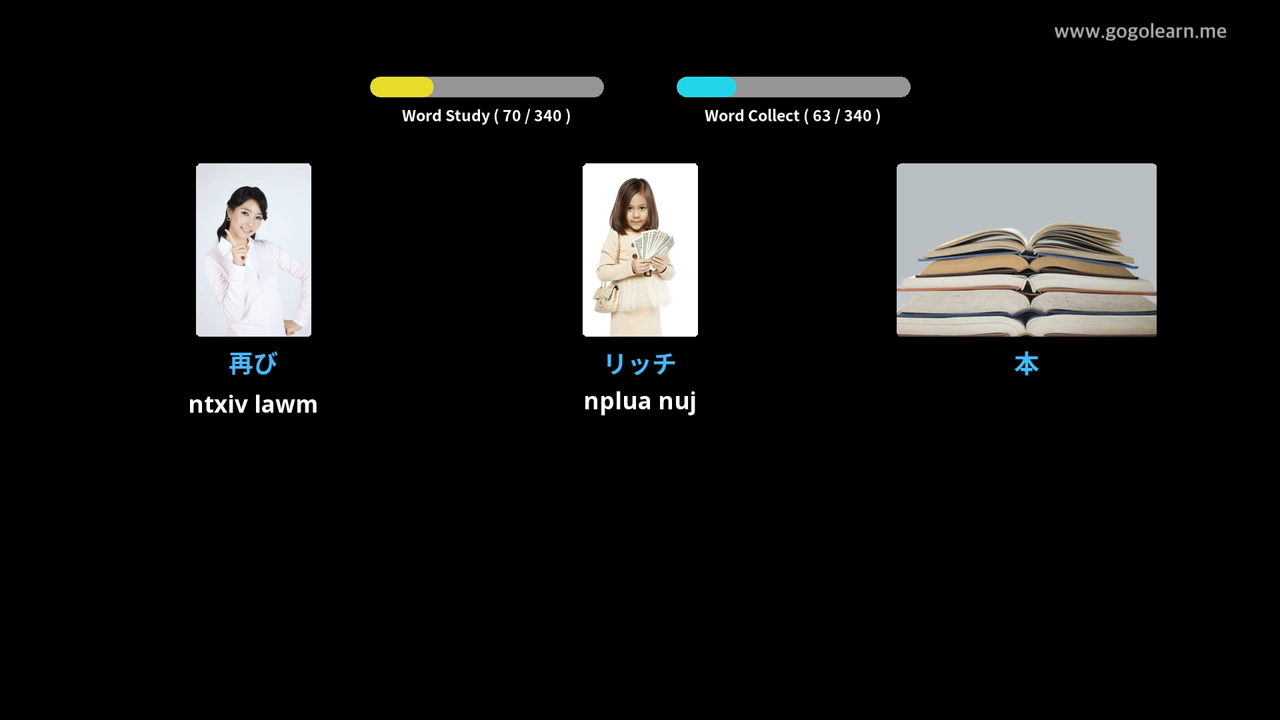 www.gogolearn.me
Word Study ( 70 / 340 )
Word Collect ( 63 / 340 )
再び
リッチ
本
ntxiv lawm
nplua nuj